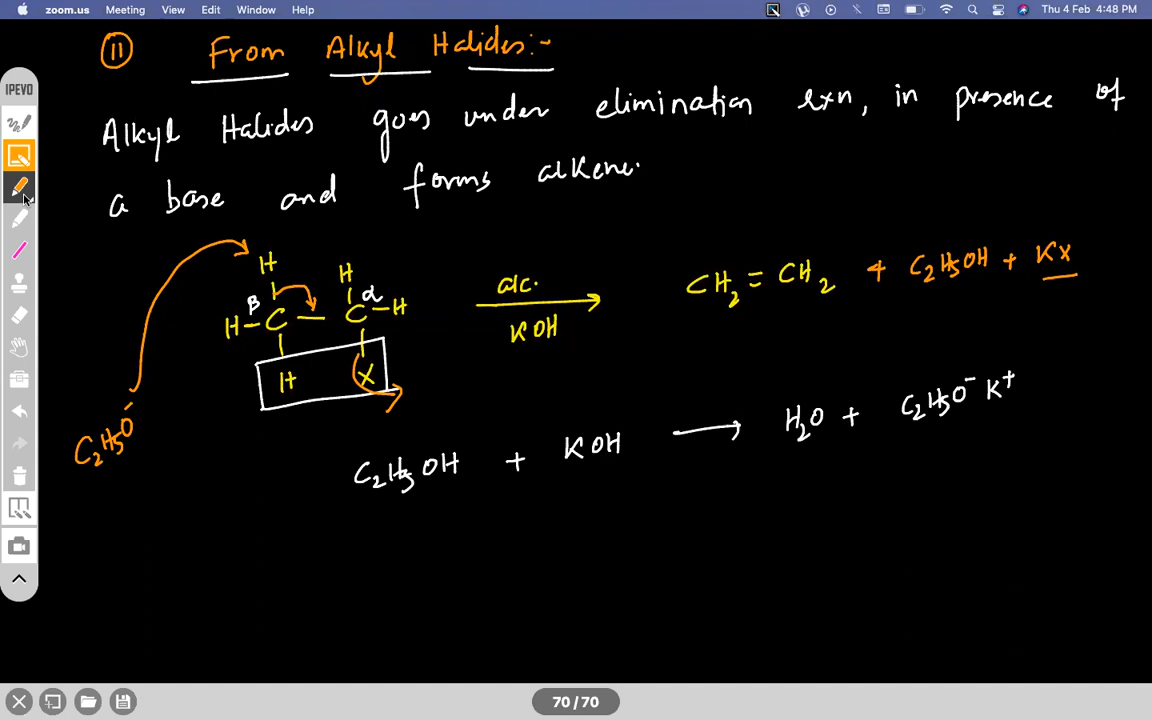 zoom.us Meeting View Edit Window Help Thu 4 Feb 4:48 PM
IPEVO
11 From Alkyl Halides:-
Alkyl Halides goes under elimination rxn, in presence of
a base and forms alkene.
H
H
β α
H-C-C-H
H X
alc.
KOH
CH2=CH2 + C2H5OH + KX
C2H5O-
C2H5OH + KOH → H2O + C2H5O-K+
70/70